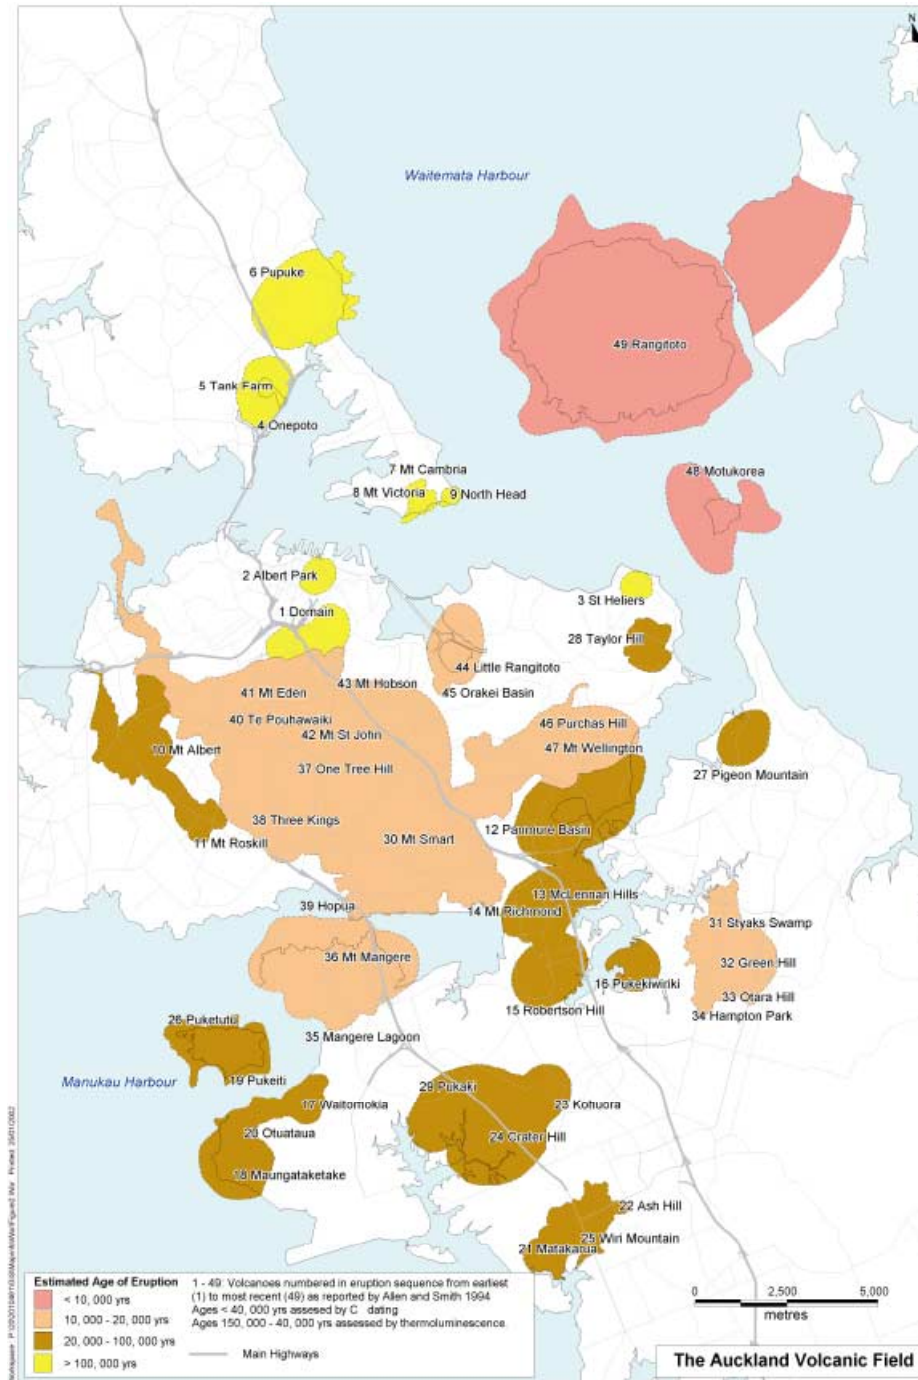 N
Waitemata Harbour
6 Pupuke
49 Rangitoto
5 Tank Farm
4 Onepoto
48 Motukorea
7 Mt Cambria
8 Mt Victoria
9 North Head
2 Albert Park
3 St Heliers
1 Domain
28 Taylor Hill
44 Little Rangitoto
43 Mt Hobson
41 Mt Eden
45 Orakei Basin
40 Te Pouhawaiki
46 Purchas Hill
42 Mt St John
10 Mt Albert
47 Mt Wellington
37 One Tree Hill
27 Pigeon Mountain
38 Three Kings
12 Panmure Basin
11 Mt Roskill
30 Mt Smart
13 McLennan Hills
39 Hopua
14 Mt Richmond
31 Styaks Swamp
36 Mt Mangere
32 Green Hill
16 Pukekiwiriki
33 Otara Hill
15 Robertson Hill
34 Hampton Park
26 Puketutu
35 Mangere Lagoon
Manukau Harbour
19 Pukeiti
29 Pukaki
17 Waitomokia
23 Kohuora
20 Otuataua
24 Crater Hill
18 Maungataketake
22 Ash Hill
25 Wiri Mountain
21 Matakarua
Estimated Age of Eruption
< 10, 000 yrs
10, 000 - 20, 000 yrs
20, 000 - 100, 000 yrs
> 100, 000 yrs
1 - 49: Volcanoes numbered in eruption sequence from earliest
(1) to most recent (49) as reported by Allen and Smith 1994
Ages < 40, 000 yrs assesed by C dating
Ages 150, 000 - 40, 000 yrs assessed by thermoluminescence
Main Highways
0 2,500 5,000
metres
The Auckland Volcanic Field